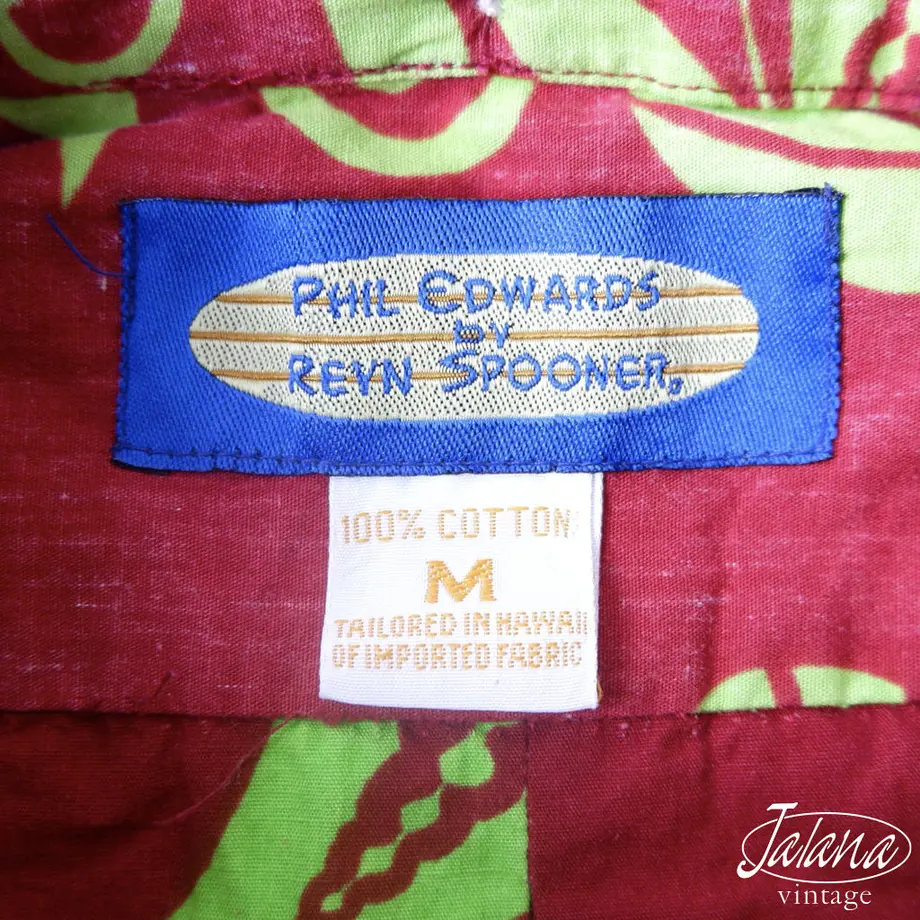 PHIL EDWARDS
BY
REYN SPOONER®
100% COTTON
M
TAILORED IN HAWAII
OF IMPORTED FABRIC
Jalana
vintage